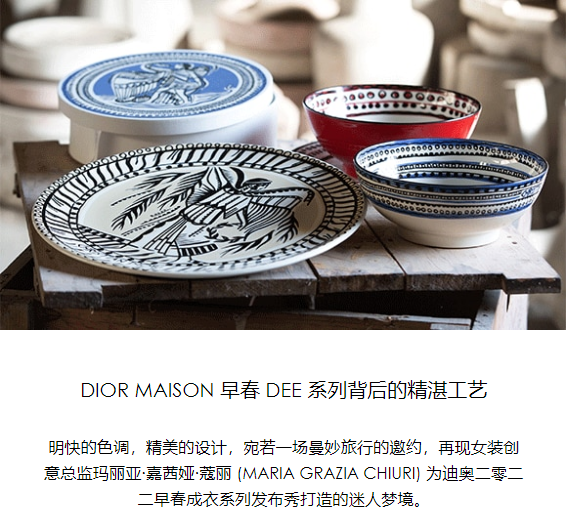 DIOR MAISON 早春 DEE 系列背后的精湛工艺
明快的色调，精美的设计，宛若一场曼妙旅行的邀约，再现女装创
意总监玛丽亚·嘉茜娅·蔻丽 (MARIA GRAZIA CHIURI) 为迪奥二零二
二早春成衣系列发布秀打造的迷人梦境。